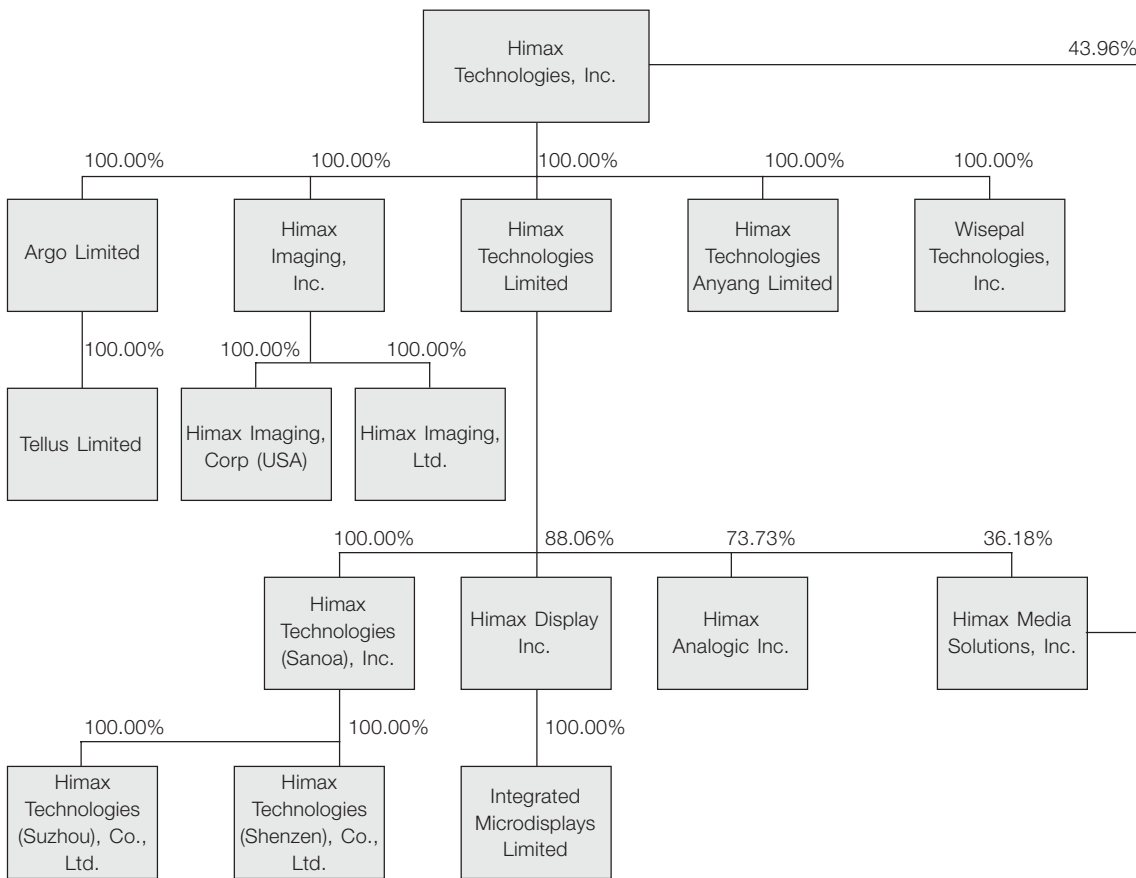 Himax
Technologies, Inc.
43.96%
100.00%
100.00%
100.00%
100.00%
100.00%
Argo Limited
Himax
Imaging,
Inc.
Himax
Technologies
Limited
Himax
Technologies
Anyang Limited
Wisepal
Technologies,
Inc.
100.00%
100.00%
100.00%
Tellus Limited
Himax Imaging,
Corp (USA)
Himax Imaging,
Ltd.
100.00%
88.06%
73.73%
36.18%
Himax
Technologies
(Sanoa), Inc.
Himax Display
Inc.
Himax
Analogic Inc.
Himax Media
Solutions, Inc.
100.00%
100.00%
100.00%
Himax
Technologies
(Suzhou), Co.,
Ltd.
Himax
Technologies
(Shenzen), Co.,
Ltd.
Integrated
Microdisplays
Limited